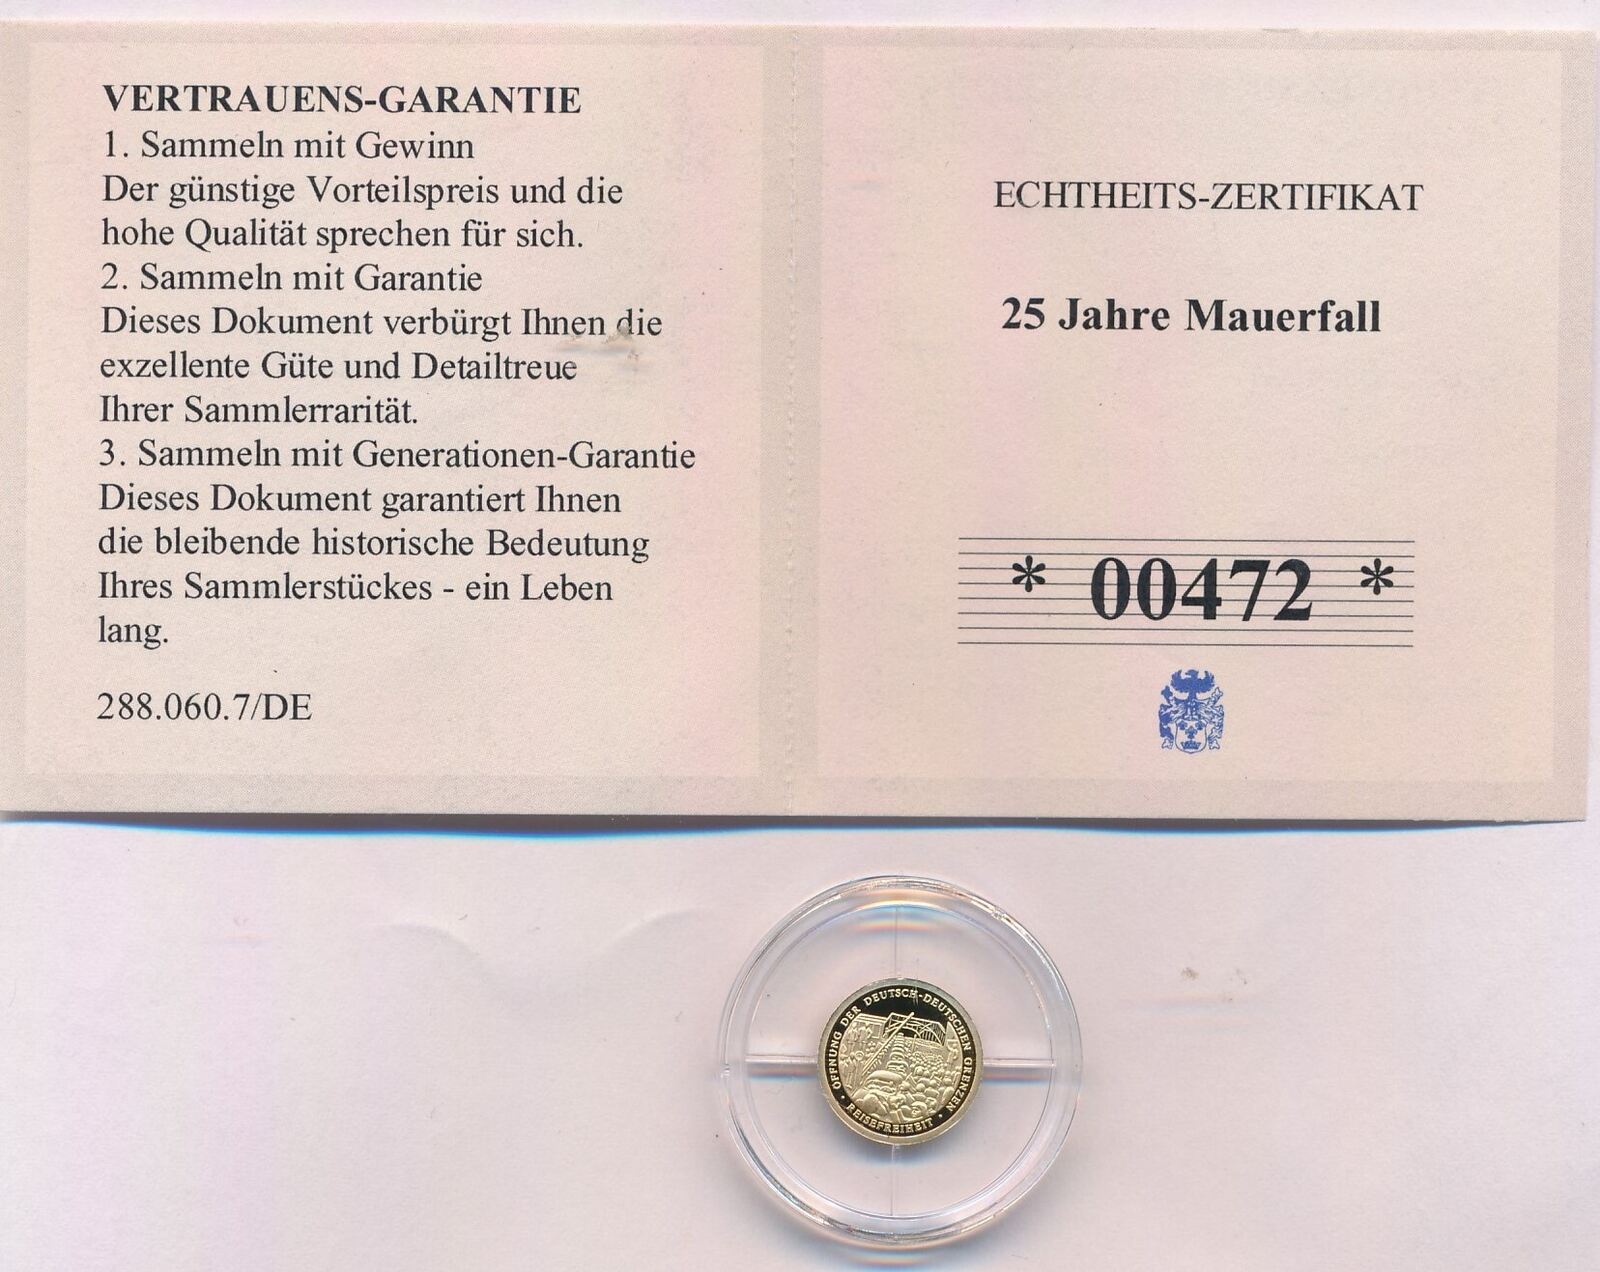 VERTRAUENS-GARANTIE
1. Sammeln mit Gewinn
Der günstige Vorteilspreis und die
hohe Qualität sprechen für sich.
2. Sammeln mit Garantie
Dieses Dokument verbürgt Ihnen die
exzellente Güte und Detailtreue
Ihrer Sammlerrarität.
3. Sammeln mit Generationen-Garantie
Dieses Dokument garantiert Ihnen
die bleibende historische Bedeutung
Ihres Sammlerstückes - ein Leben
lang.
288.060.7/DE
ECHTHEITS-ZERTIFIKAT
25 Jahre Mauerfall
* 00472 *
ÖFFNUNG DER DEUTSCH-DEUTSCHEN GRENZEN
· REISEFREIHEIT ·